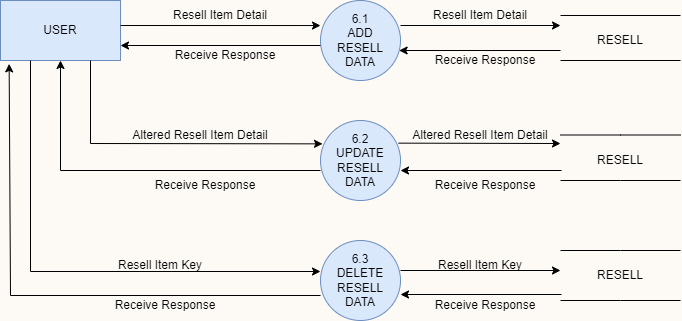 Resell Item Detail
Resell Item Detail
USER
6.1
ADD
RESELL
DATA
RESELL
Receive Response
Receive Response
Altered Resell Item Detail
Altered Resell Item Detail
6.2
UPDATE
RESELL
DATA
RESELL
Receive Response
Receive Response
Resell Item Key
Resell Item Key
6.3
DELETE
RESELL
DATA
RESELL
Receive Response
Receive Response